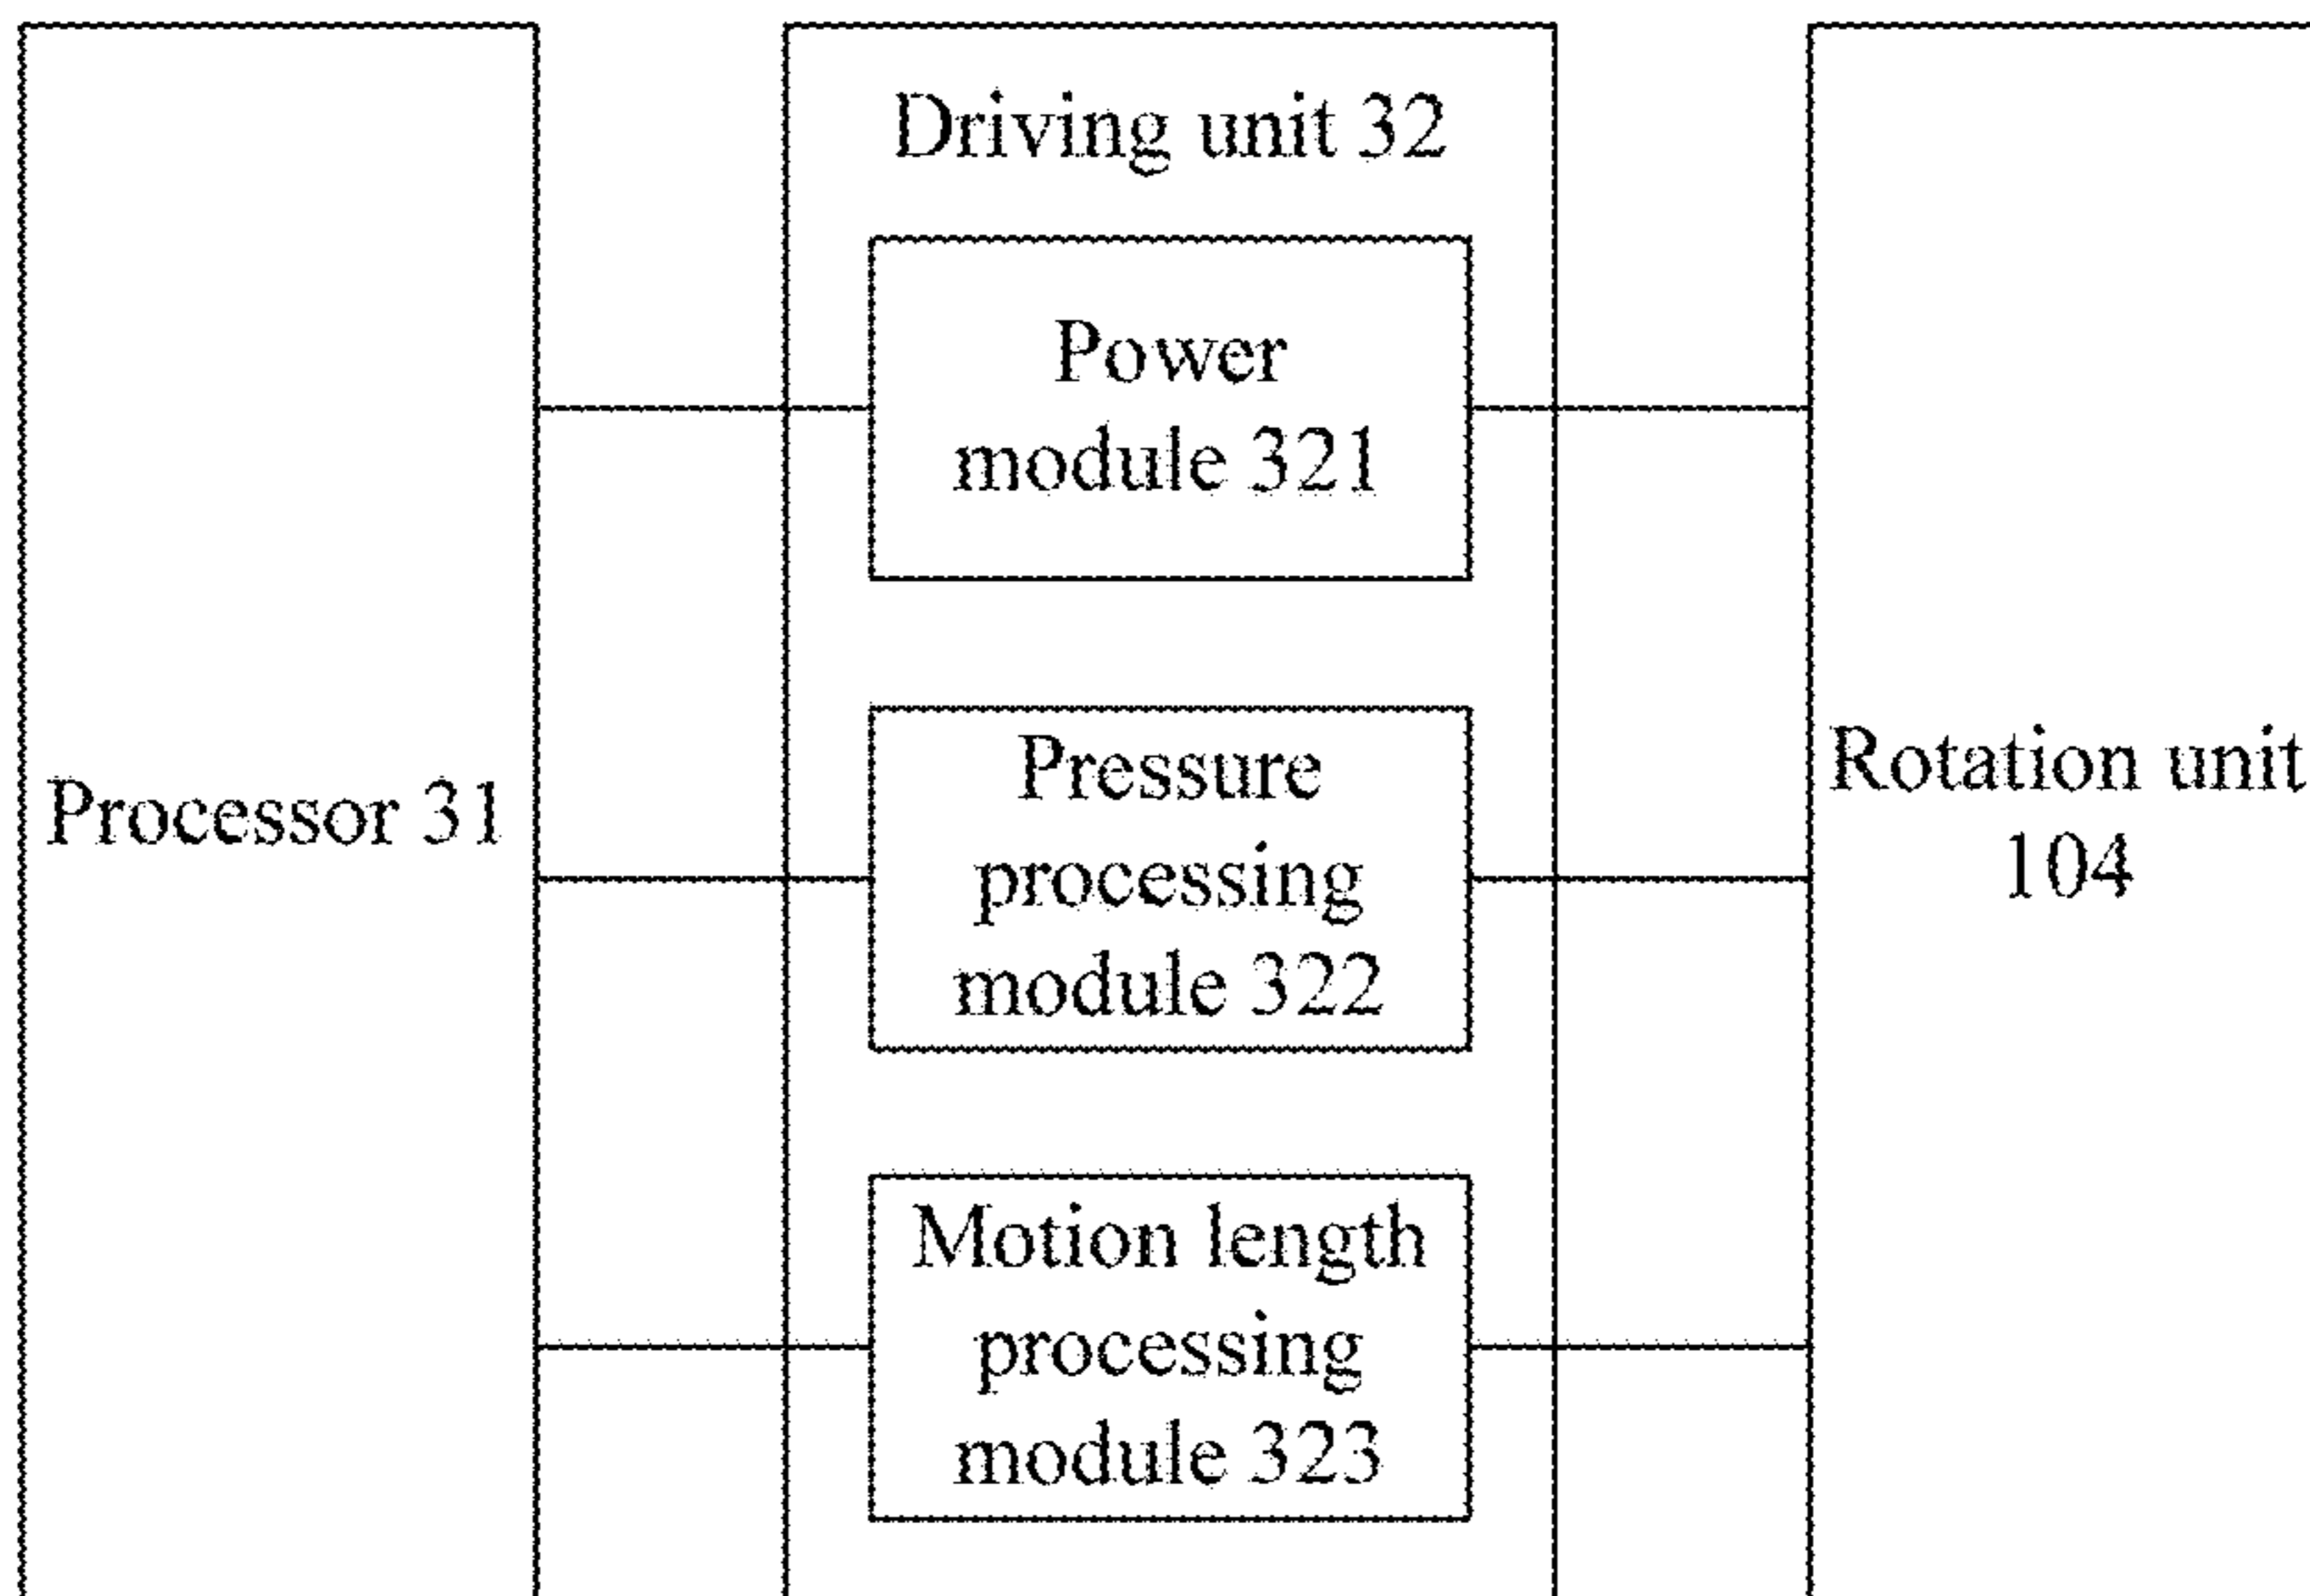 Processor 31
Driving unit 32
Power
module 321
Pressure
processing
module 322
Motion length
processing
module 323
Rotation unit
104